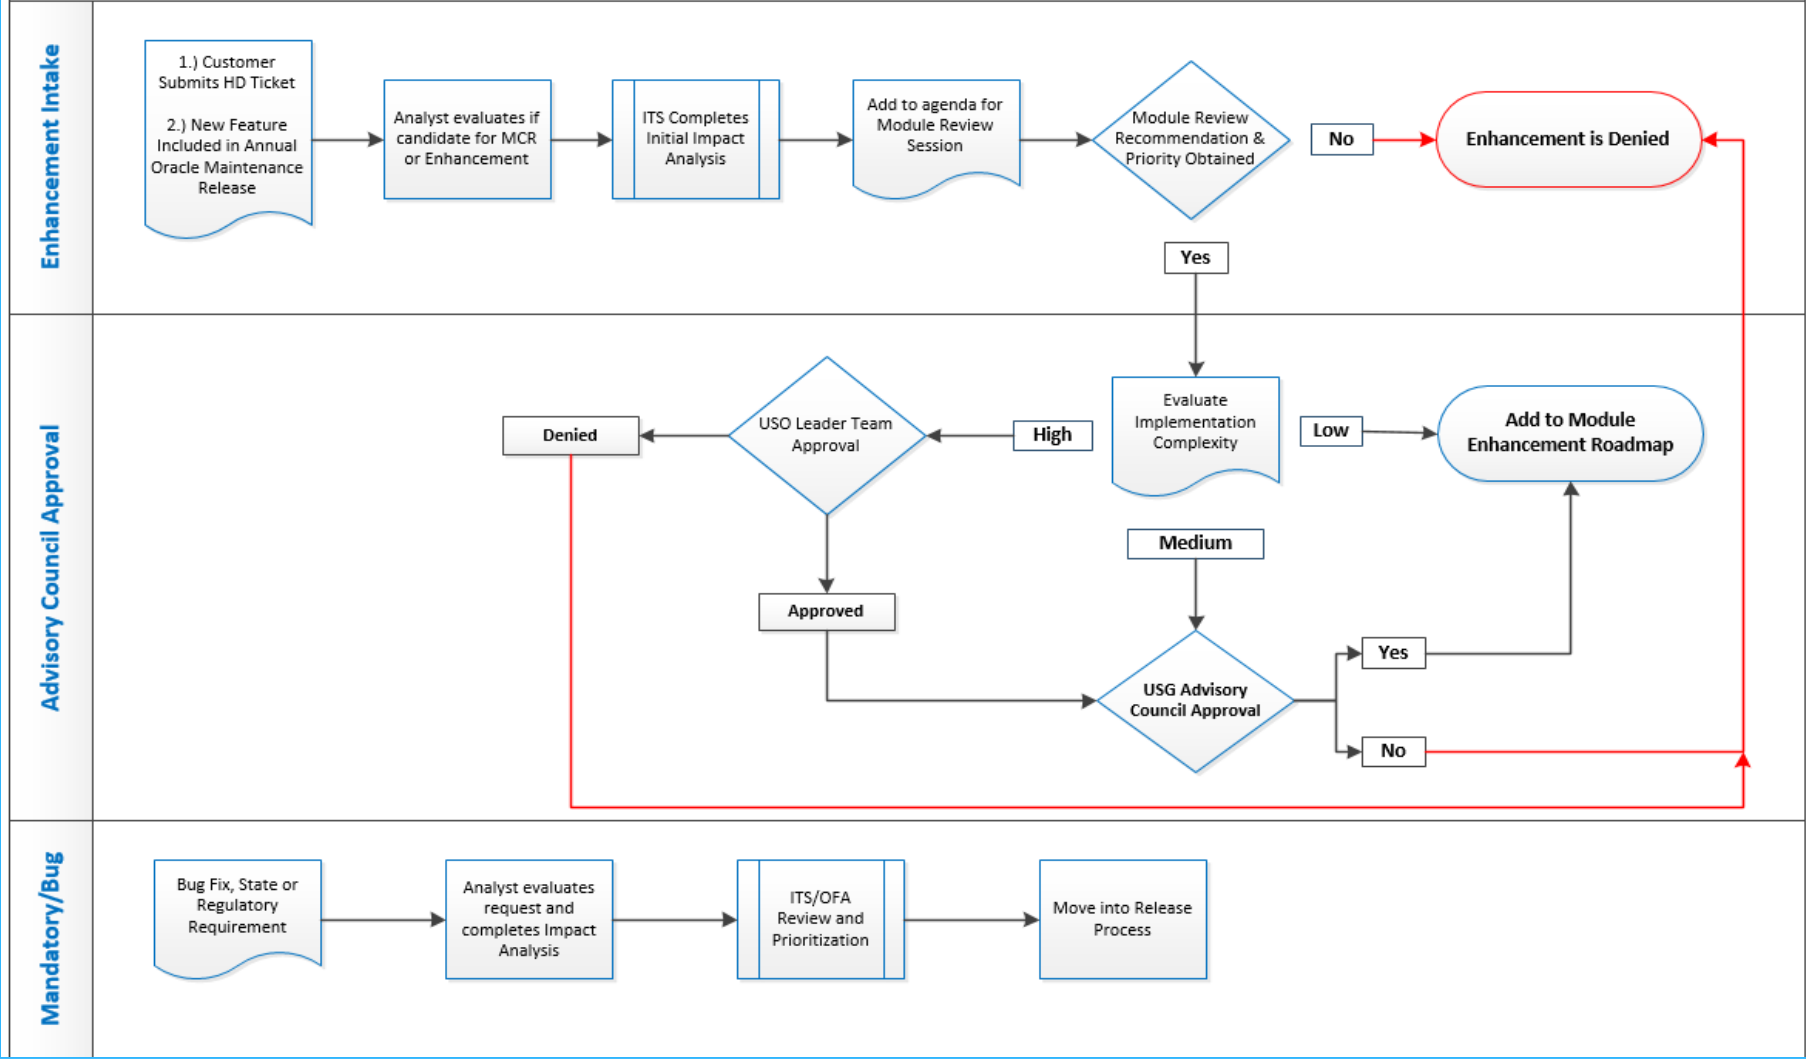 Enhancement Intake
1.) Customer
Submits HD Ticket
2.) New Feature
Included in Annual
Oracle Maintenance
Release
Analyst evaluates if
candidate for MCR
or Enhancement
ITS Completes
Initial Impact
Analysis
Add to agenda for
Module Review
Session
Module Review
Recommendation &
Priority Obtained
No
Enhancement is Denied
Yes
Advisory Council Approval
Denied
USO Leader Team
Approval
High
Evaluate
Implementation
Complexity
Low
Add to Module
Enhancement Roadmap
Medium
Approved
USG Advisory
Council Approval
Yes
No
Mandatory/Bug
Bug Fix, State or
Regulatory
Requirement
Analyst evaluates
request and
completes Impact
Analysis
ITS/OFA
Review and
Prioritization
Move into Release
Process